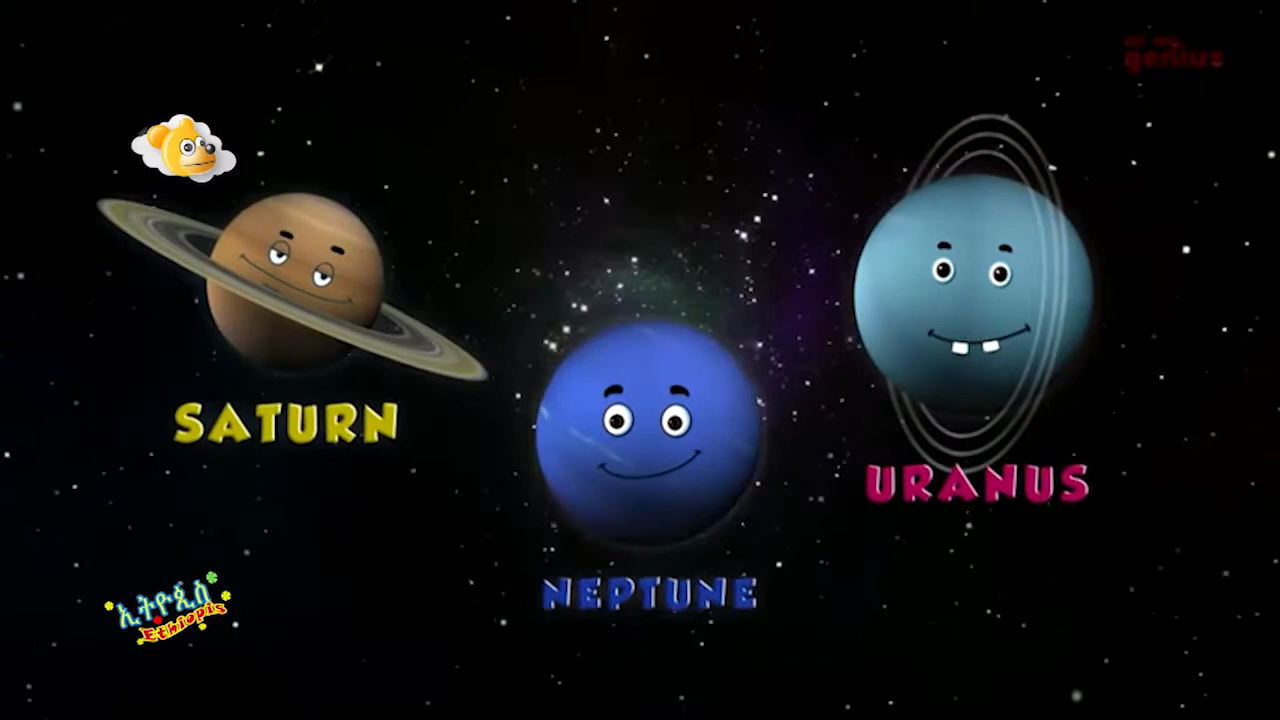 genius
SATURN
URANUS
NEPTUNE
ኢትዮጲስ
Ethiopis